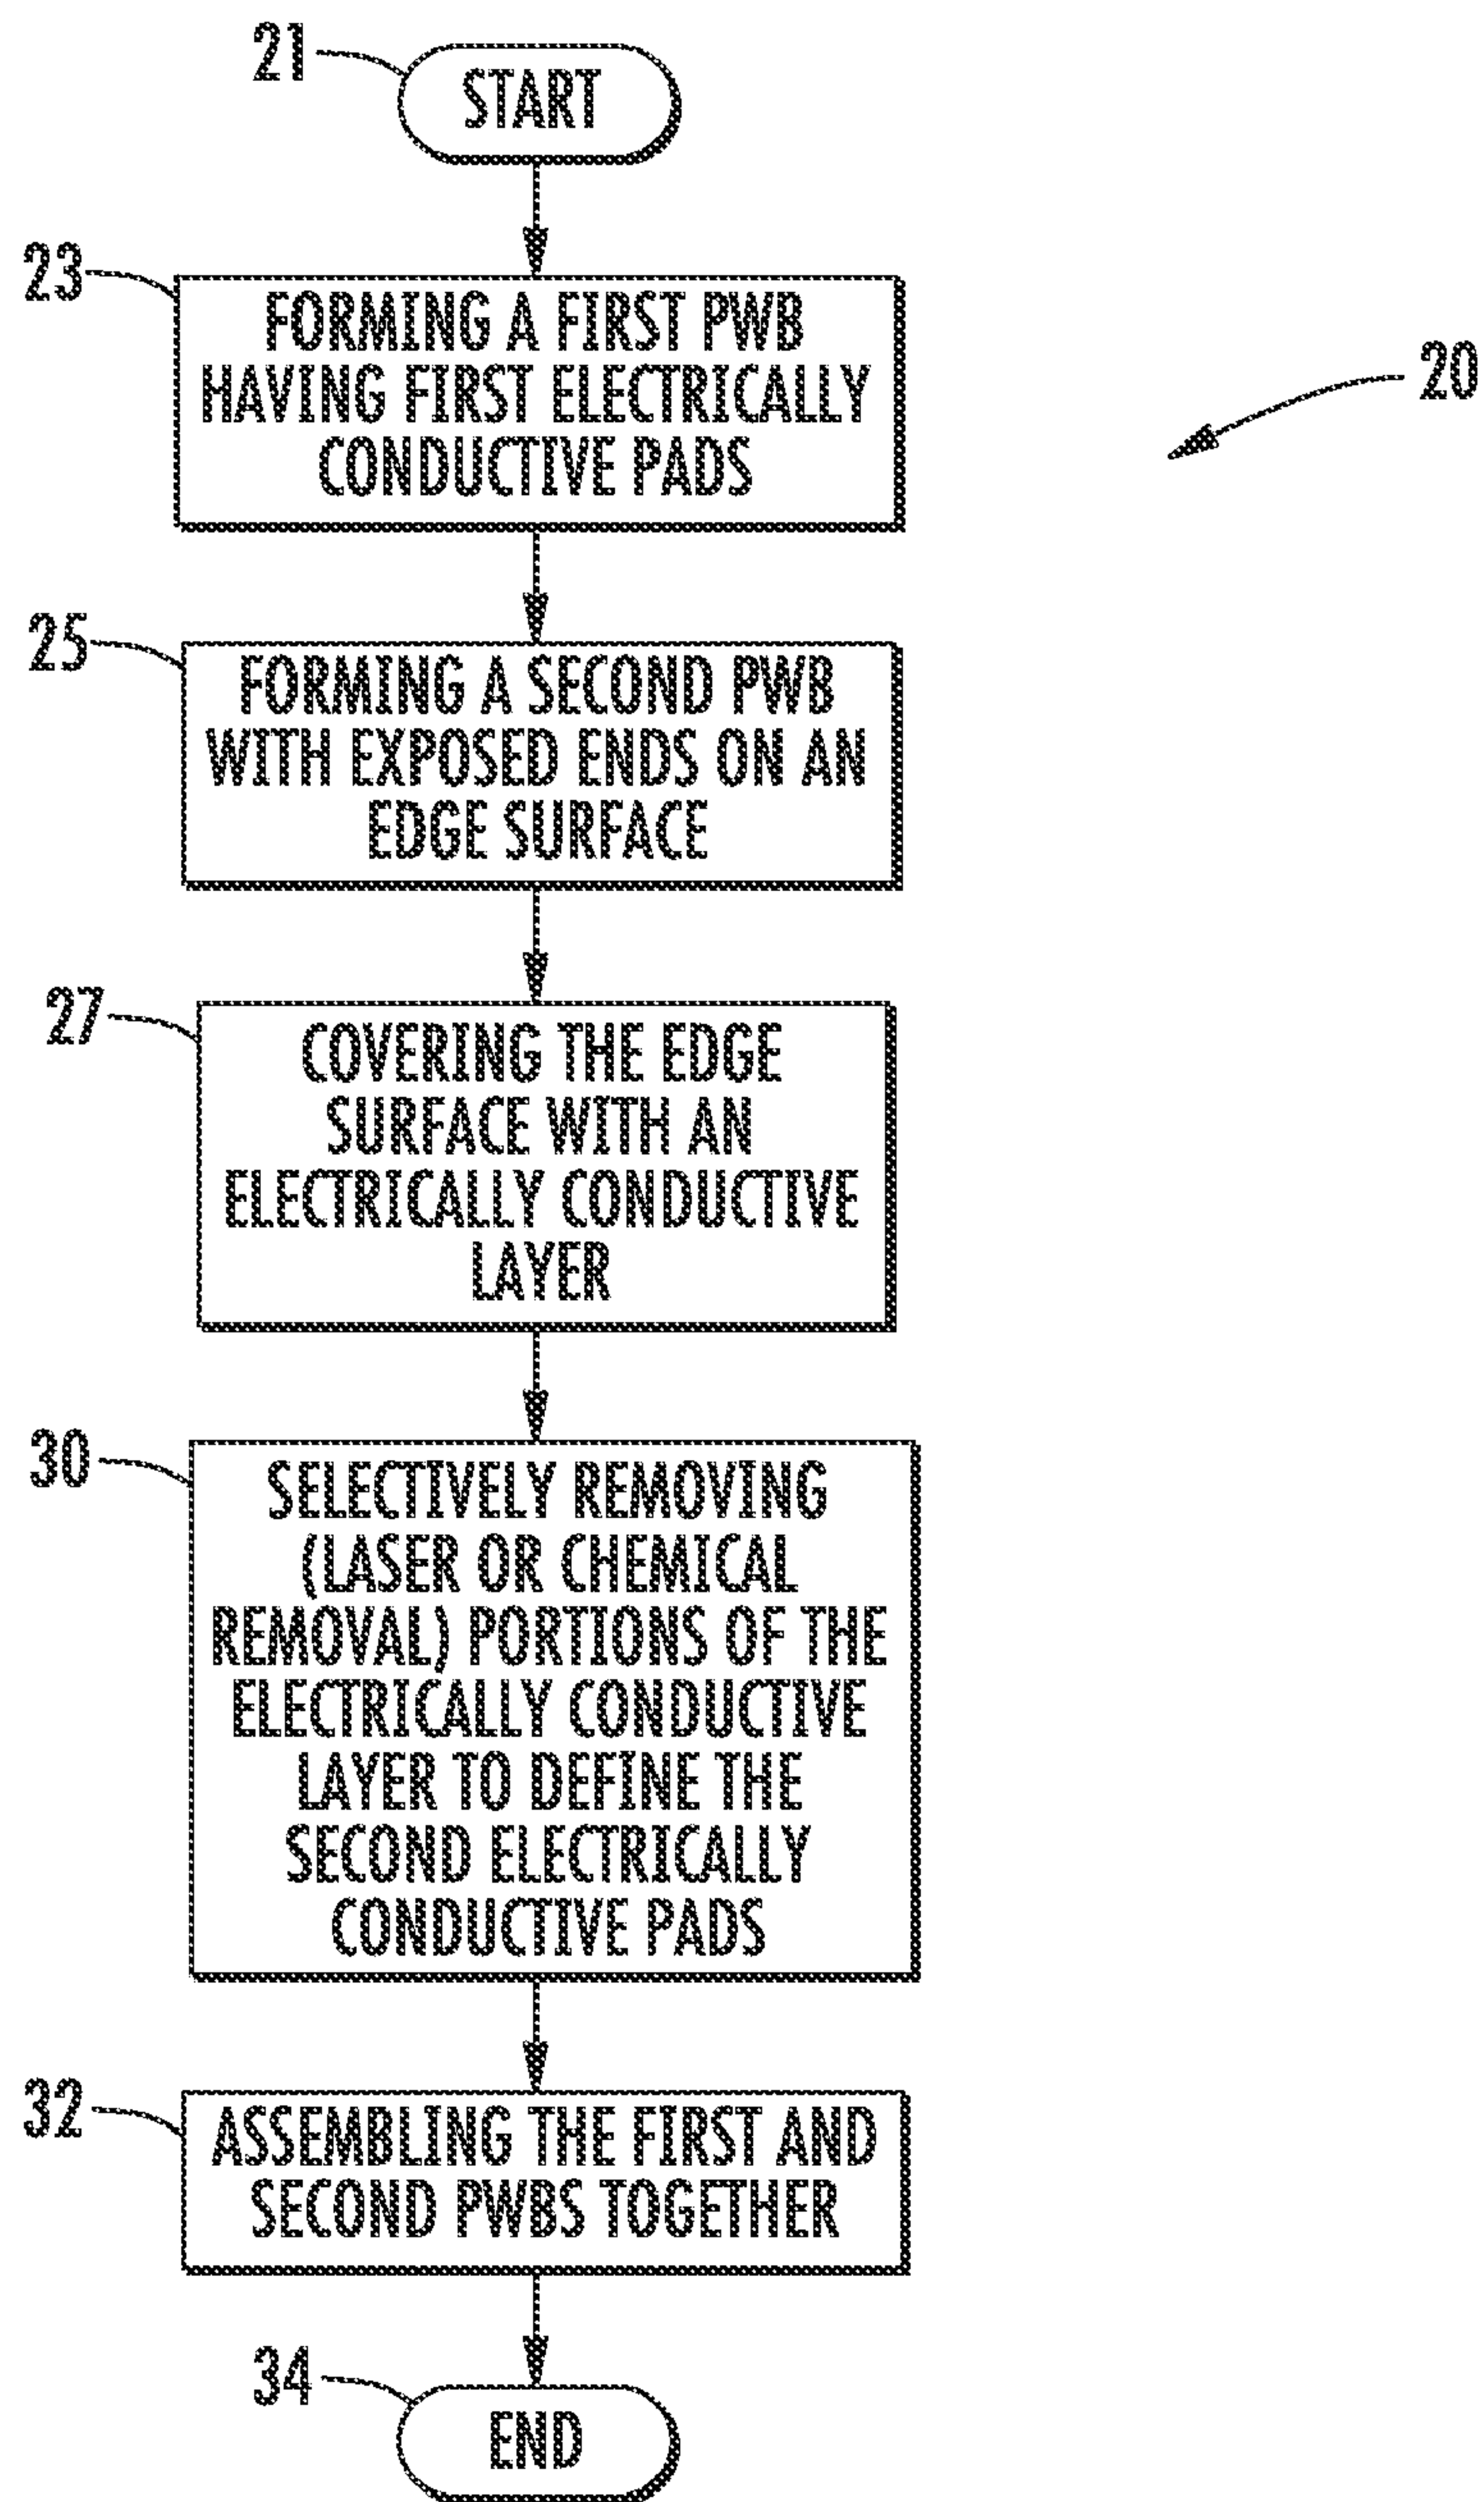 21
START
23
FORMING A FIRST PWB
HAVING FIRST ELECTRICALLY
CONDUCTIVE PADS
20
25
FORMING A SECOND PWB
WITH EXPOSED ENDS ON AN
EDGE SURFACE
27
COVERING THE EDGE
SURFACE WITH AN
ELECTRICALLY CONDUCTIVE
LAYER
30
SELECTIVELY REMOVING
(LASER OR CHEMICAL
REMOVAL) PORTIONS OF THE
ELECTRICALLY CONDUCTIVE
LAYER TO DEFINE THE
SECOND ELECTRICALLY
CONDUCTIVE PADS
32
ASSEMBLING THE FIRST AND
SECOND PWBS TOGETHER
34
END